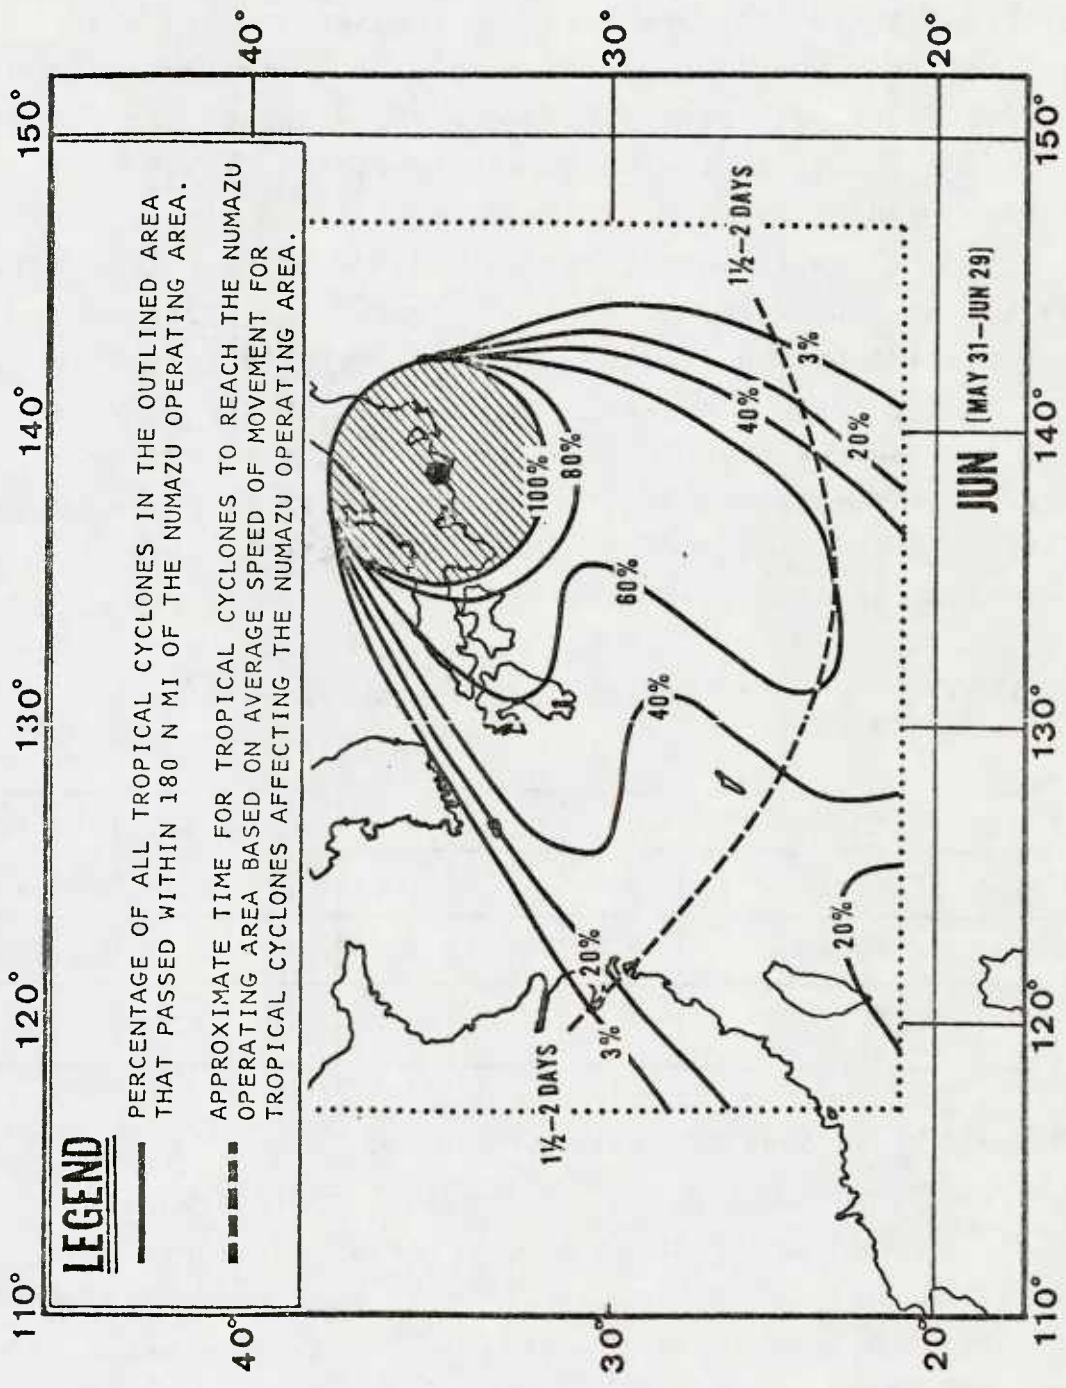 LEGEND
PERCENTAGE OF ALL TROPICAL CYCLONES IN THE OUTLINED AREA
THAT PASSED WITHIN 180 N MI OF THE NUMAZU OPERATING AREA.
APPROXIMATE TIME FOR TROPICAL CYCLONES TO REACH THE NUMAZU
OPERATING AREA BASED ON AVERAGE SPEED OF MOVEMENT FOR
TROPICAL CYCLONES AFFECTING THE NUMAZU OPERATING AREA.
110° 120° 130° 140° 150°
40° 40°
30° 30°
20° 20°
100%
80%
60%
40%
40%
20%
3%
20%
20%
3%
1½-2 DAYS
1½-2 DAYS
JUN [MAY 31-JUN 29]
110° 120° 130° 140° 150°